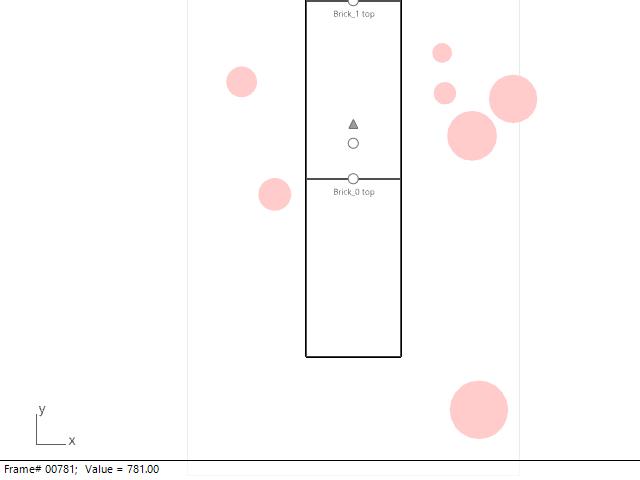 Brick_1 top
Brick_0 top
y
x
Frame# 00781; Value = 781.00